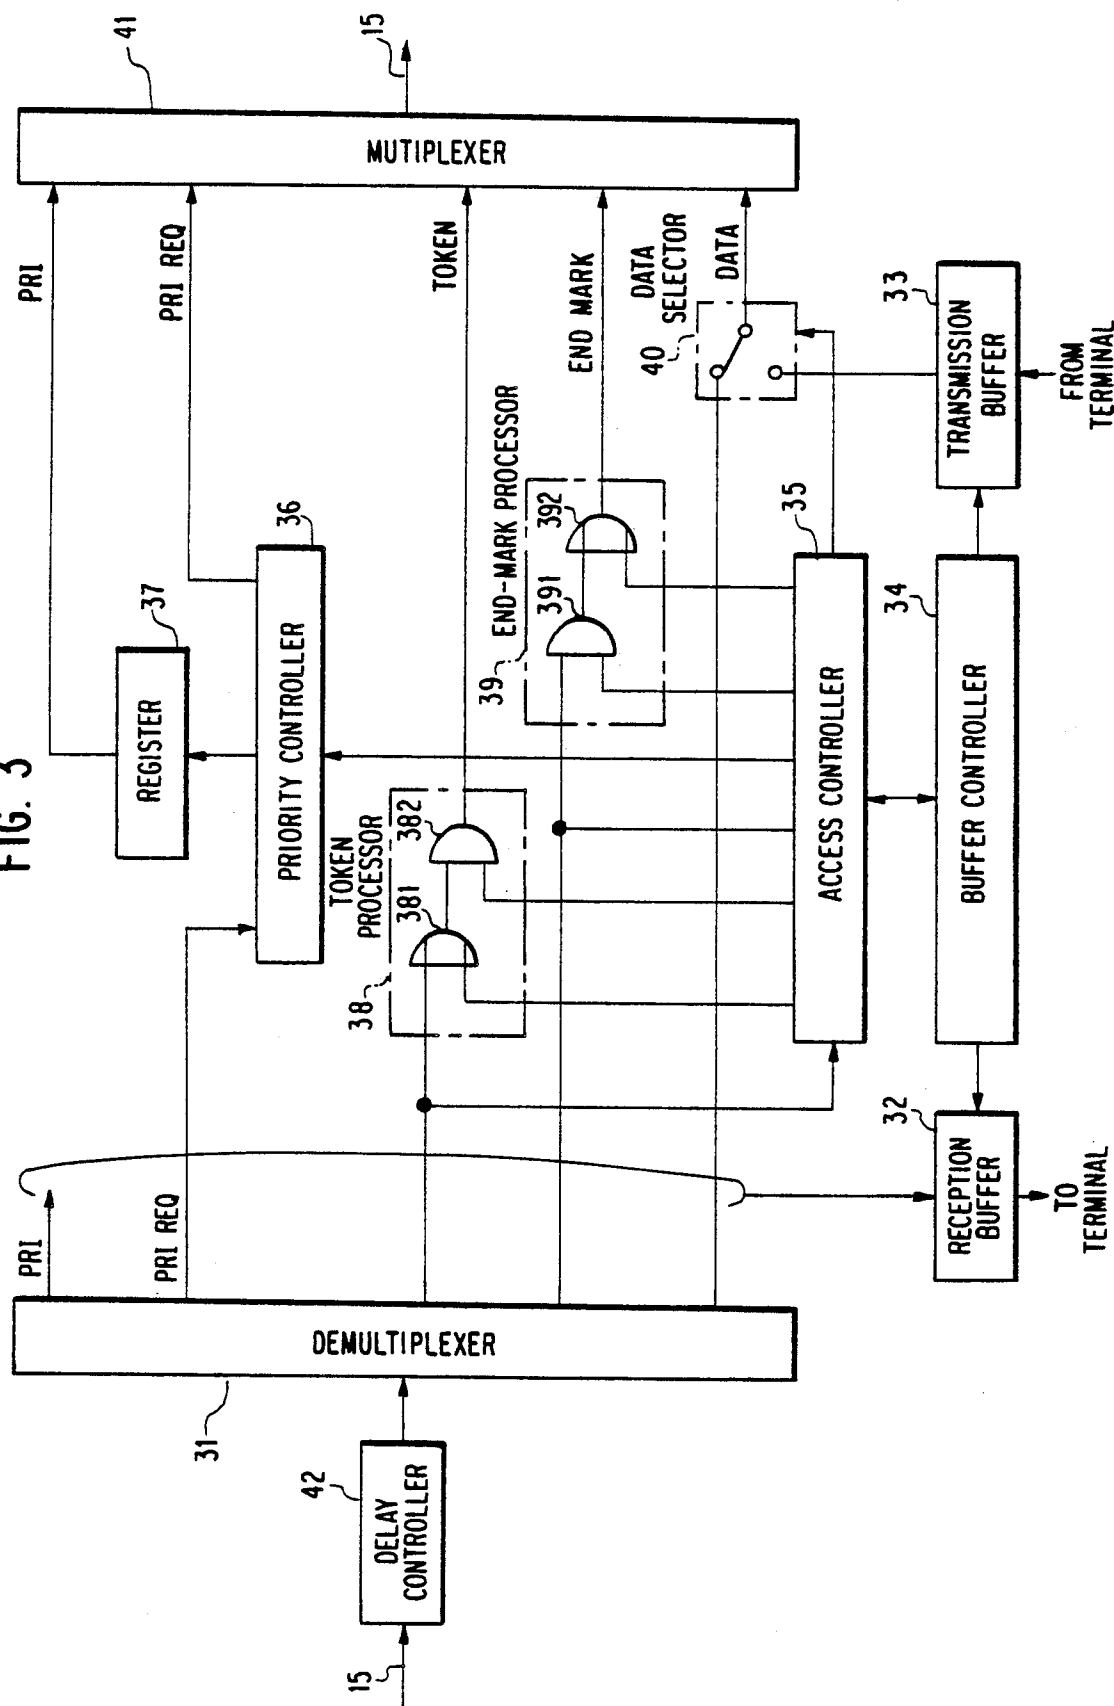 FIG. 3
15
DELAY
CONTROLLER
42
31
DEMULTIPLEXER
PRI
PRI REQ
RECEPTION
BUFFER
32
TO
TERMINAL
REGISTER
37
PRIORITY CONTROLLER
36
TOKEN
PROCESSOR
38
381
382
END-MARK PROCESSOR
39
391
392
ACCESS CONTROLLER
35
BUFFER CONTROLLER
34
DATA
SELECTOR
40
TRANSMISSION
BUFFER
33
FROM
TERMINAL
PRI
PRI REQ
TOKEN
END MARK
DATA
MUTIPLEXER
41
15